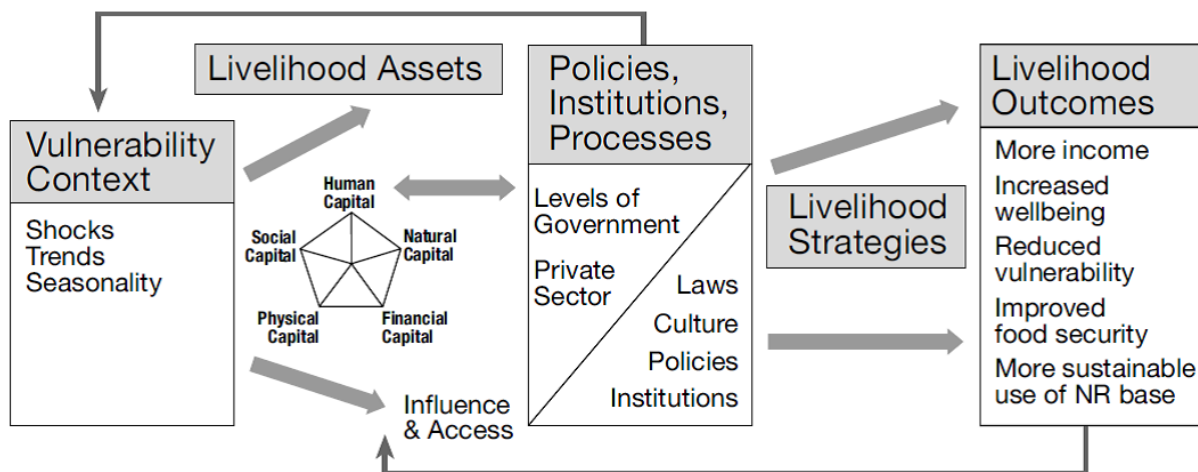 Vulnerability
Context
Shocks
Trends
Seasonality
Livelihood Assets
Human
Capital
Social
Capital
Natural
Capital
Physical
Capital
Financial
Capital
Influence
& Access
Policies,
Institutions,
Processes
Levels of
Government
Private
Sector
Laws
Culture
Policies
Institutions
Livelihood
Strategies
Livelihood
Outcomes
More income
Increased
wellbeing
Reduced
vulnerability
Improved
food security
More sustainable
use of NR base